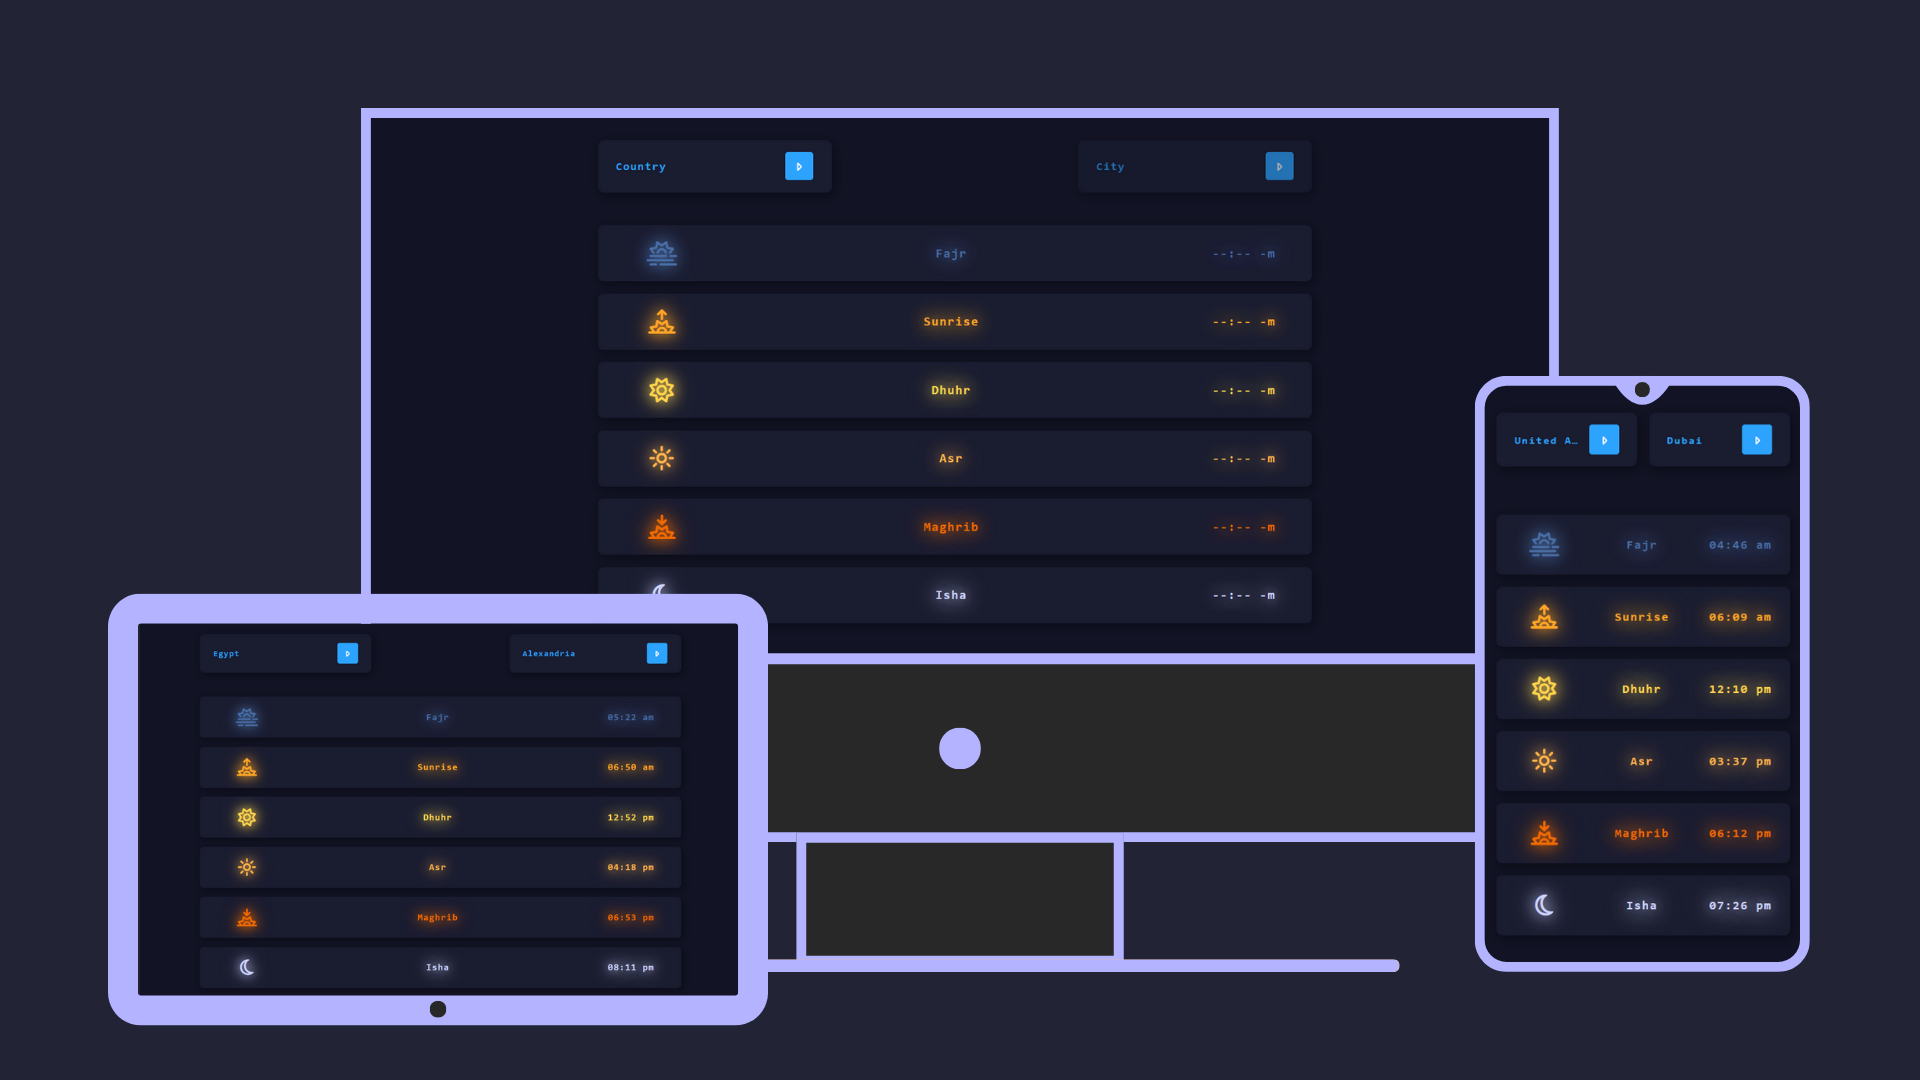 Country
City
Fajr --:-- -m
Sunrise --:-- -m
Dhuhr --:-- -m
Asr --:-- -m
Maghrib --:-- -m
Isha --:-- -m
Egypt
Alexandria
Fajr 05:22 am
Sunrise 06:50 am
Dhuhr 12:52 pm
Asr 04:18 pm
Maghrib 06:53 pm
Isha 08:11 pm
United A…
Dubai
Fajr 04:46 am
Sunrise 06:09 am
Dhuhr 12:10 pm
Asr 03:37 pm
Maghrib 06:12 pm
Isha 07:26 pm